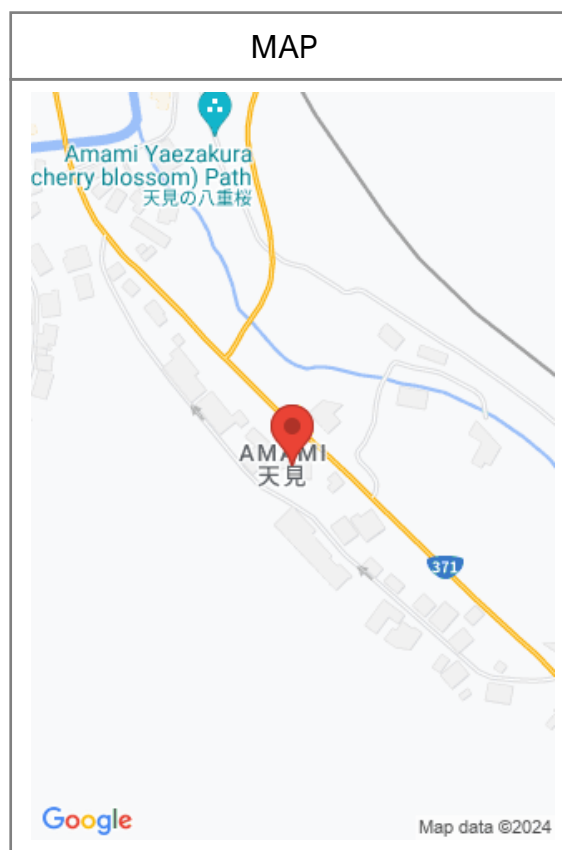 MAP
Amami Yaezakura
cherry blossom) Path
天見の八重桜
AMAMI
天見
371
Google
Map data ©2024